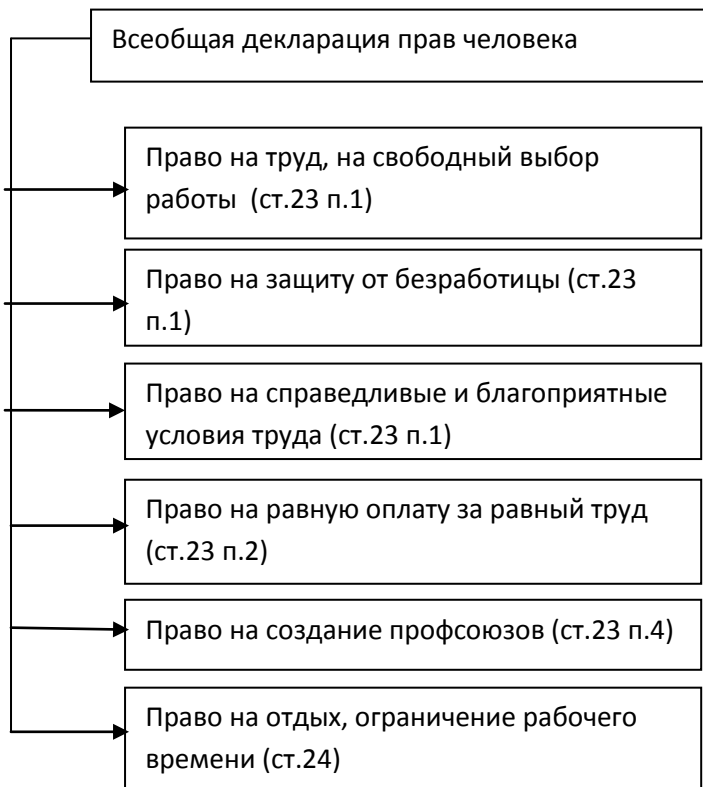 Всеобщая декларация прав человека
Право на труд, на свободный выбор
работы (ст.23 п.1)
Право на защиту от безработицы (ст.23
п.1)
Право на справедливые и благоприятные
условия труда (ст.23 п.1)
Право на равную оплату за равный труд
(ст.23 п.2)
Право на создание профсоюзов (ст.23 п.4)
Право на отдых, ограничение рабочего
времени (ст.24)